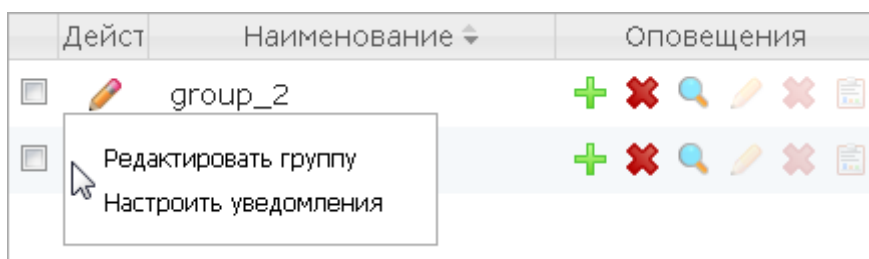 Дейст Наименование Оповещения
group_2
Редактировать группу
Настроить уведомления